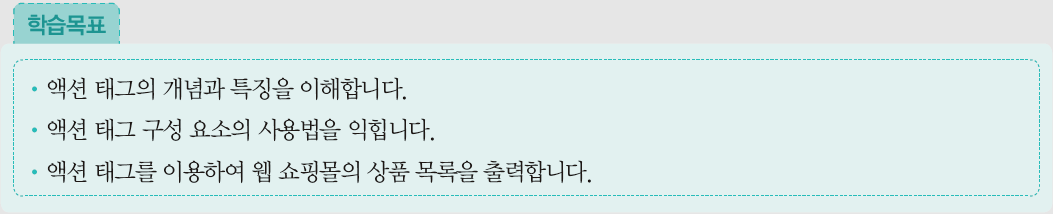 학습목표
• 액션 태그의 개념과 특징을 이해합니다.
• 액션 태그 구성 요소의 사용법을 익힙니다.
• 액션 태그를 이용하여 웹 쇼핑몰의 상품 목록을 출력합니다.